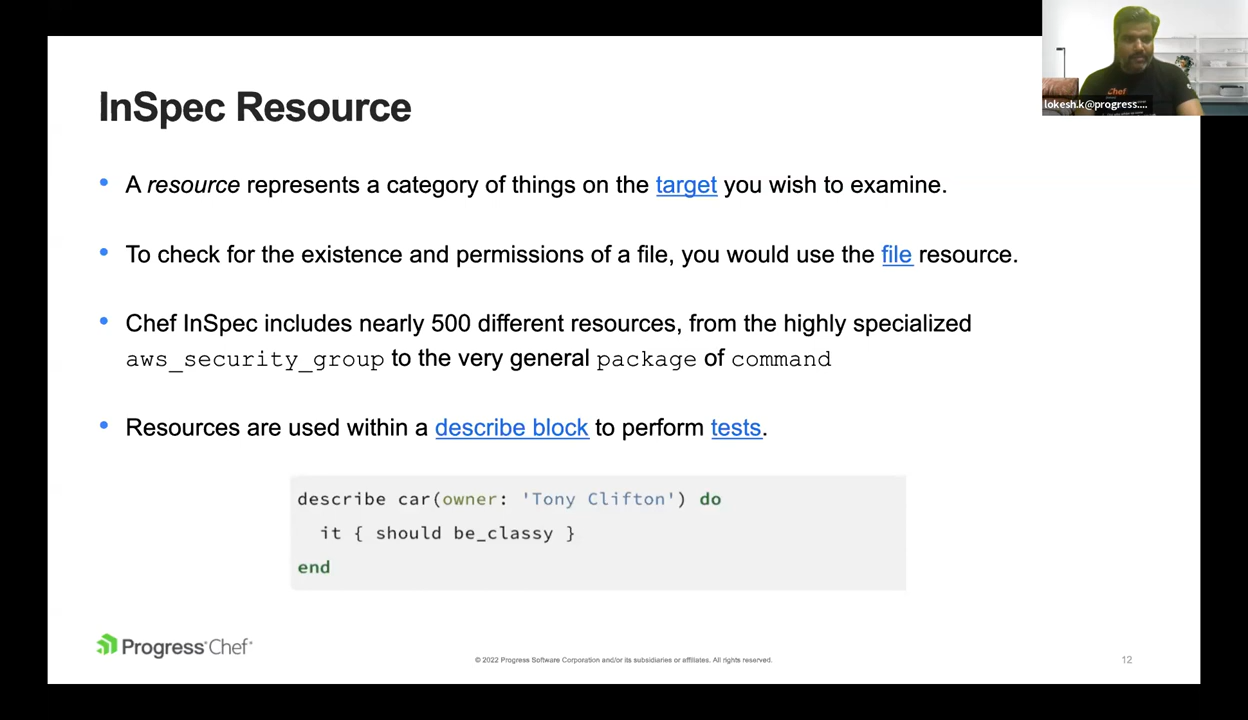 InSpec Resource
• A resource represents a category of things on the target you wish to examine.
• To check for the existence and permissions of a file, you would use the file resource.
• Chef InSpec includes nearly 500 different resources, from the highly specialized
aws_security_group to the very general package of command
• Resources are used within a describe block to perform tests.
describe car(owner: 'Tony Clifton') do
it { should be_classy }
end
Progress Chef
© 2022 Progress Software Corporation and/or its subsidiaries or affiliates. All rights reserved.
12
Chef
lokesh.k@progress....